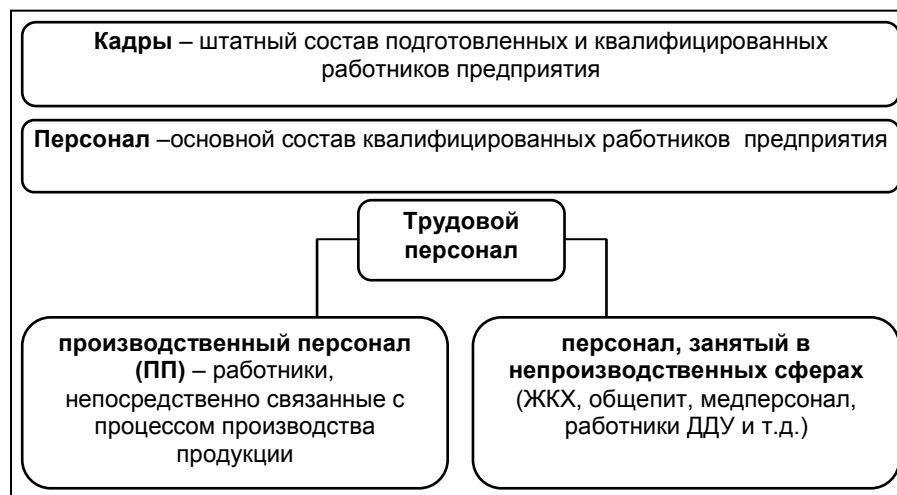 Кадры – штатный состав подготовленных и квалифицированных
работников предприятия
Персонал –основной состав квалифицированных работников предприятия
Трудовой
персонал
производственный персонал
(ПП) – работники,
непосредственно связанные с
процессом производства
продукции
персонал, занятый в
непроизводственных сферах
(ЖКХ, общепит, медперсонал,
работники ДДУ и т.д.)